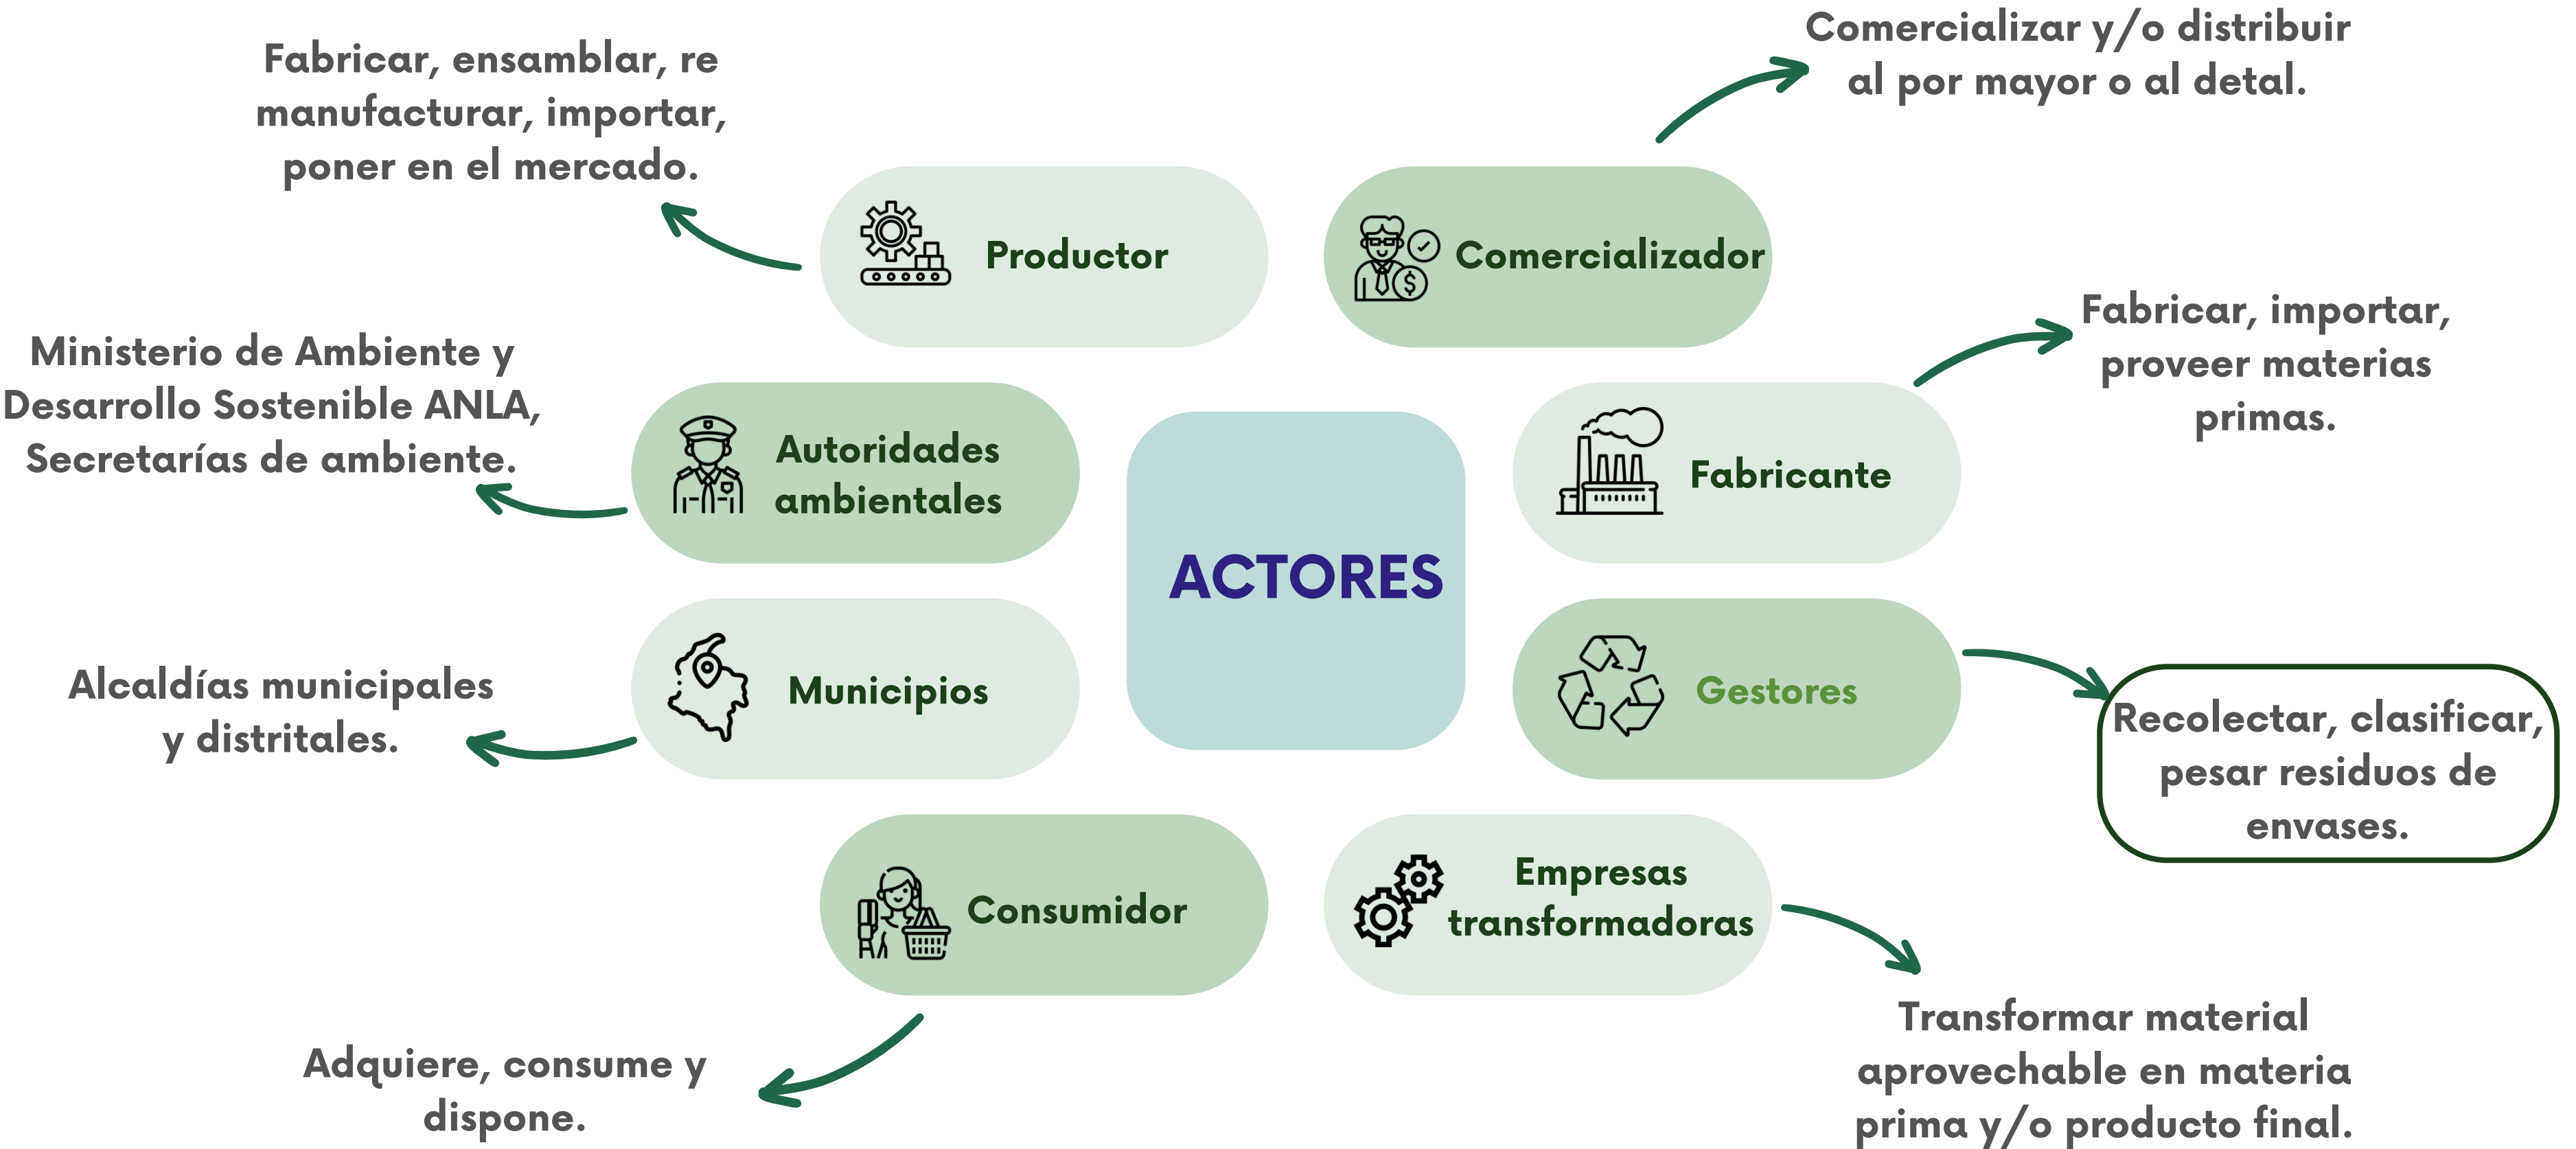 Comercializar y/o distribuir
al por mayor o al detal.
Fabricar, ensamblar, re
manufacturar, importar,
poner en el mercado.
Productor
Comercializador
Fabricar, importar,
proveer materias
primas.
Ministerio de Ambiente y
Desarrollo Sostenible ANLA,
Secretarías de ambiente.
Autoridades
ambientales
Fabricante
ACTORES
Alcaldías municipales
y distritales.
Municipios
Gestores
Recolectar, clasificar,
pesar residuos de
envases.
Consumidor
Empresas
transformadoras
Adquiere, consume y
dispone.
Transformar material
aprovechable en materia
prima y/o producto final.